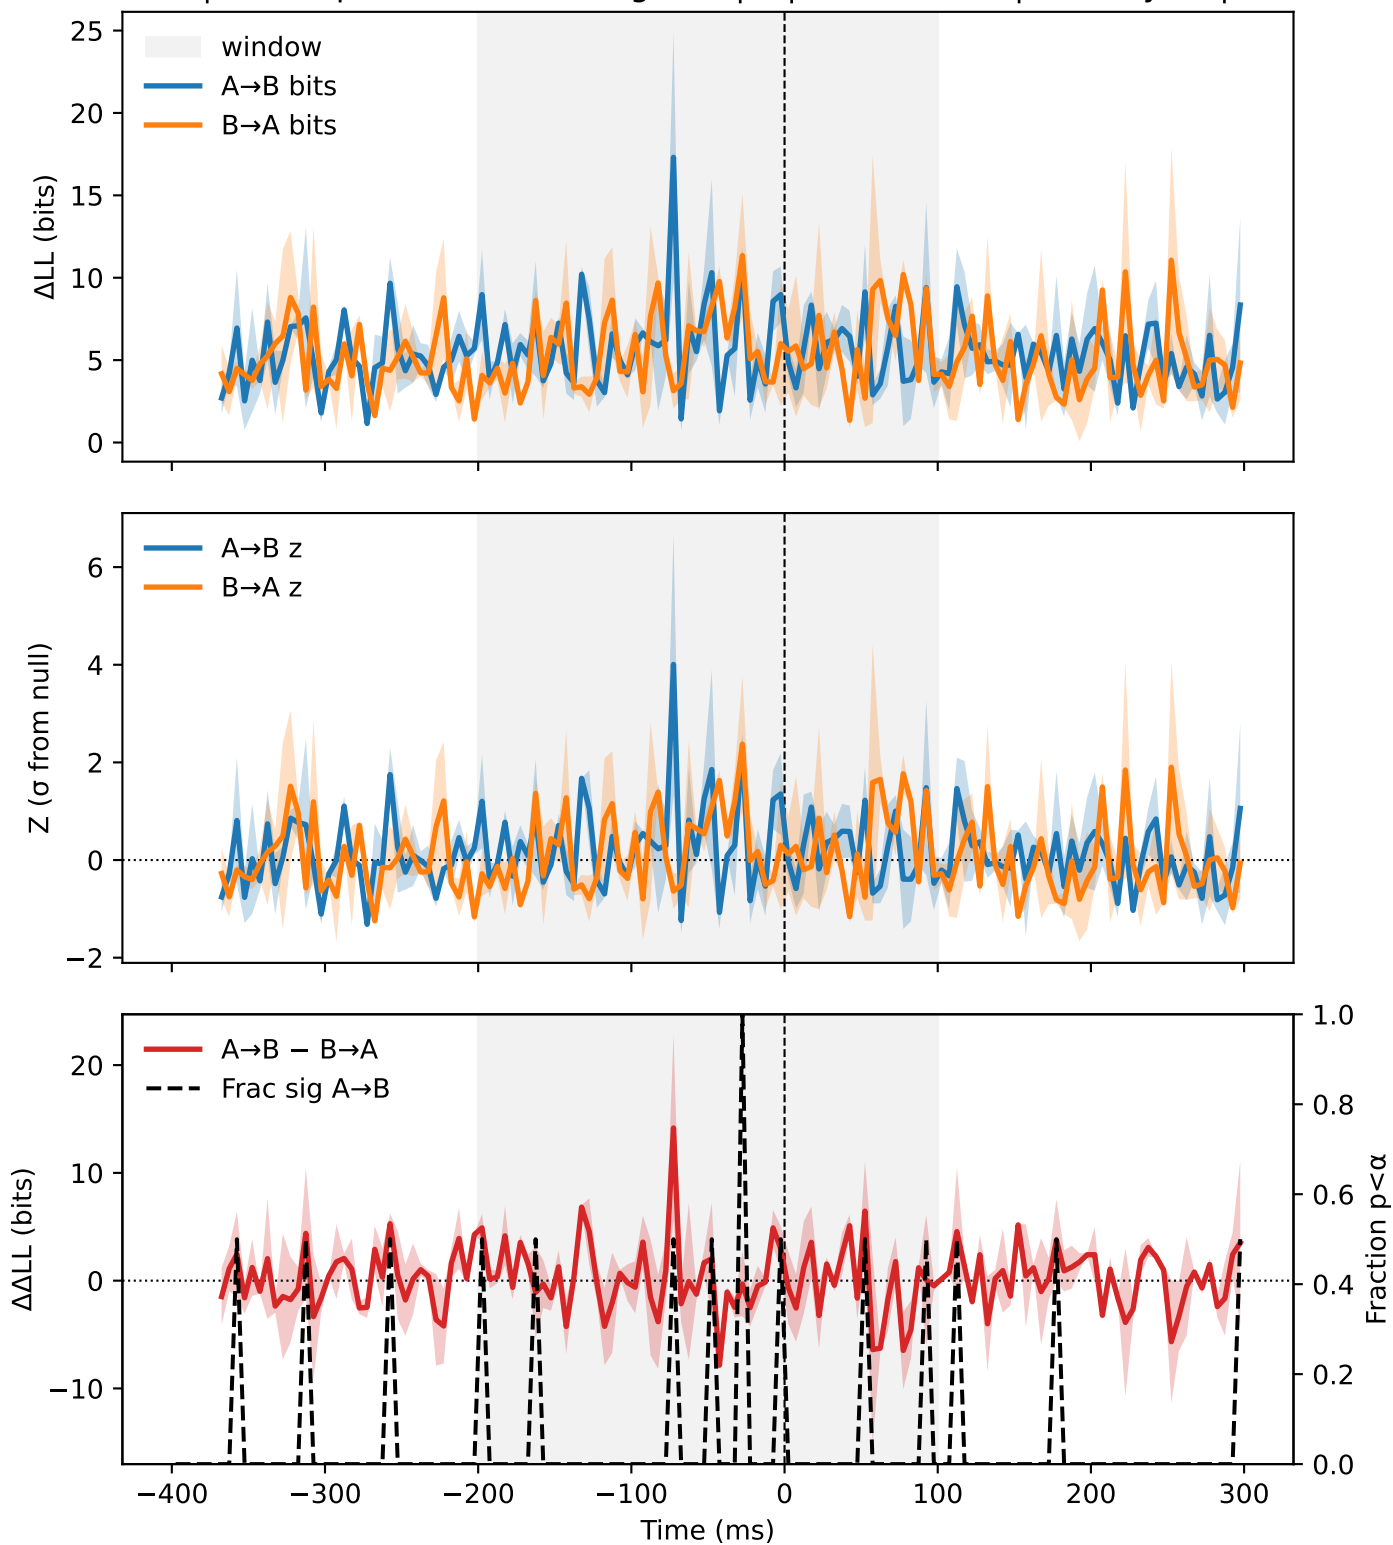 25
20
15
10
5
0
ΔLL (bits)
window
A→B bits
B→A bits
6
4
2
0
−2
Z (σ from null)
A→B z
B→A z
20
10
0
−10
ΔΔLL (bits)
A→B − B→A
Frac sig A→B
1.0
0.8
0.6
0.4
0.2
0.0
Fraction p<α
−400 −300 −200 −100 0 100 200 300
Time (ms)